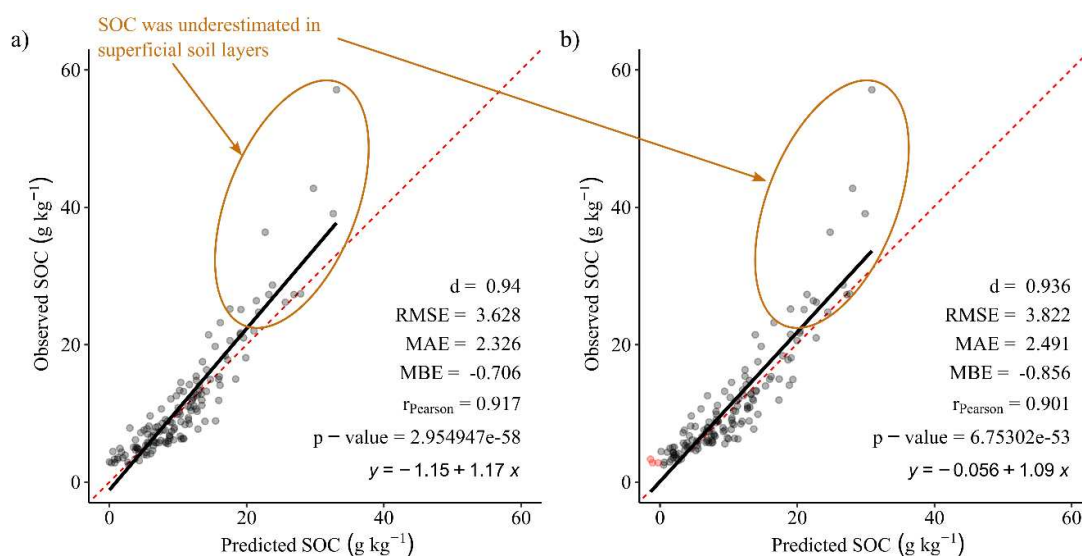 SOC was underestimated in
superficial soil layers
a)
Observed SOC (g kg⁻¹)
60
40
20
0
d = 0.94
RMSE = 3.628
MAE = 2.326
MBE = -0.706
r_Pearson = 0.917
p − value = 2.954947e-58
y = −1.15 + 1.17 x
0
20
40
60
Predicted SOC (g kg⁻¹)
b)
Observed SOC (g kg⁻¹)
60
40
20
0
d = 0.936
RMSE = 3.822
MAE = 2.491
MBE = -0.856
r_Pearson = 0.901
p − value = 6.75302e-53
y = −0.056 + 1.09 x
0
20
40
60
Predicted SOC (g kg⁻¹)